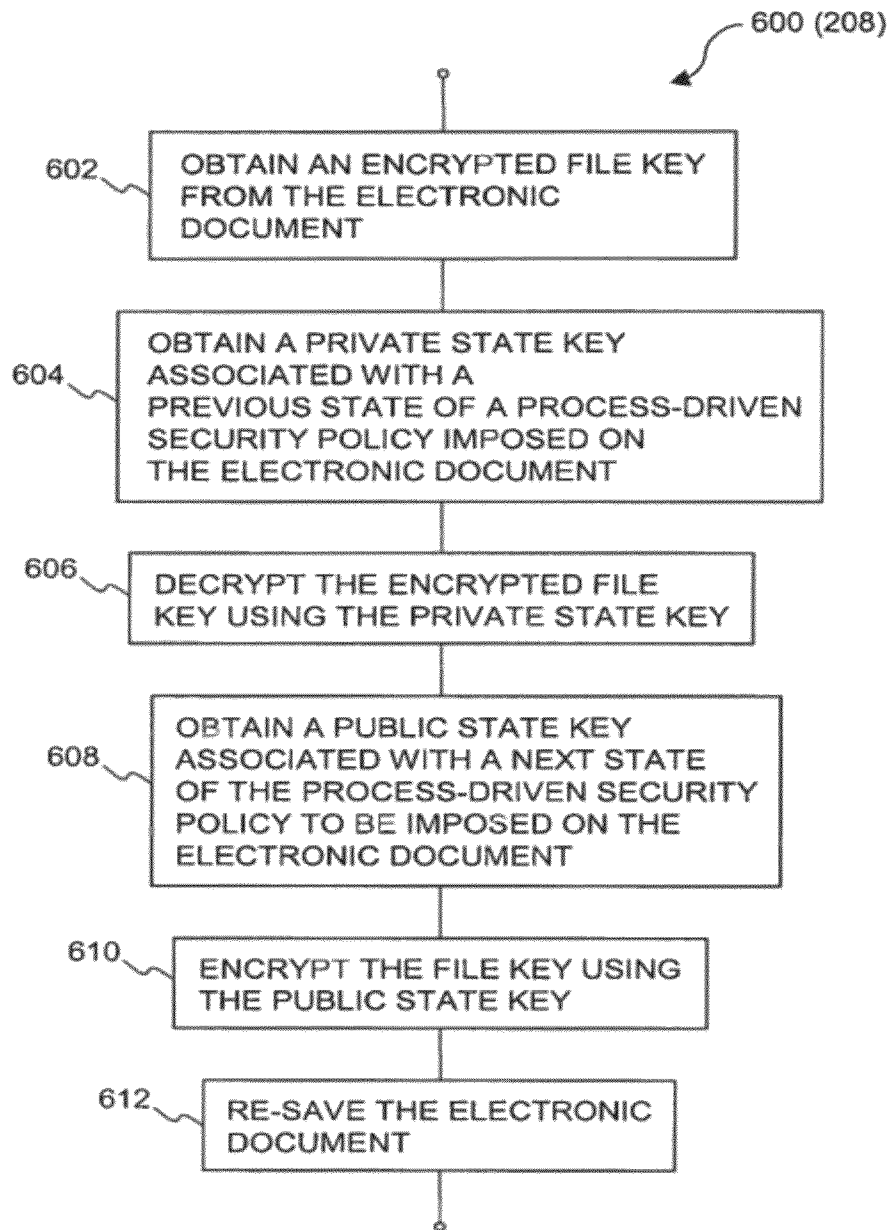 600 (208)
602
OBTAIN AN ENCRYPTED FILE KEY
FROM THE ELECTRONIC
DOCUMENT
604
OBTAIN A PRIVATE STATE KEY
ASSOCIATED WITH A
PREVIOUS STATE OF A PROCESS-DRIVEN
SECURITY POLICY IMPOSED ON
THE ELECTRONIC DOCUMENT
606
DECRYPT THE ENCRYPTED FILE
KEY USING THE PRIVATE STATE KEY
608
OBTAIN A PUBLIC STATE KEY
ASSOCIATED WITH A NEXT STATE
OF THE PROCESS-DRIVEN SECURITY
POLICY TO BE IMPOSED ON THE
ELECTRONIC DOCUMENT
610
ENCRYPT THE FILE KEY USING
THE PUBLIC STATE KEY
612
RE-SAVE THE ELECTRONIC
DOCUMENT